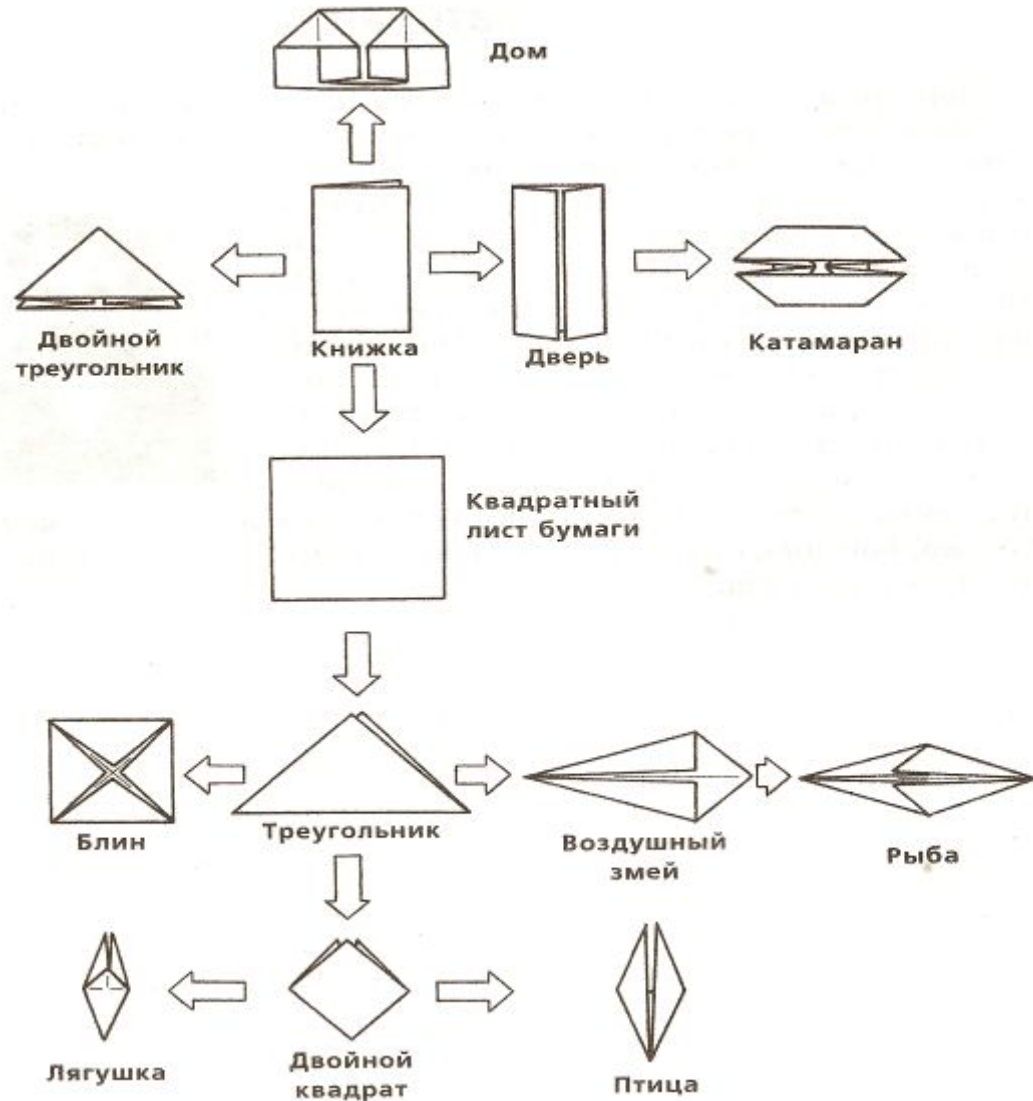 Дом
Двойной
треугольник
Книжка
Дверь
Катамаран
Квадратный
лист бумаги
Блин
Треугольник
Воздушный
змей
Рыба
Лягушка
Двойной
квадрат
Птица